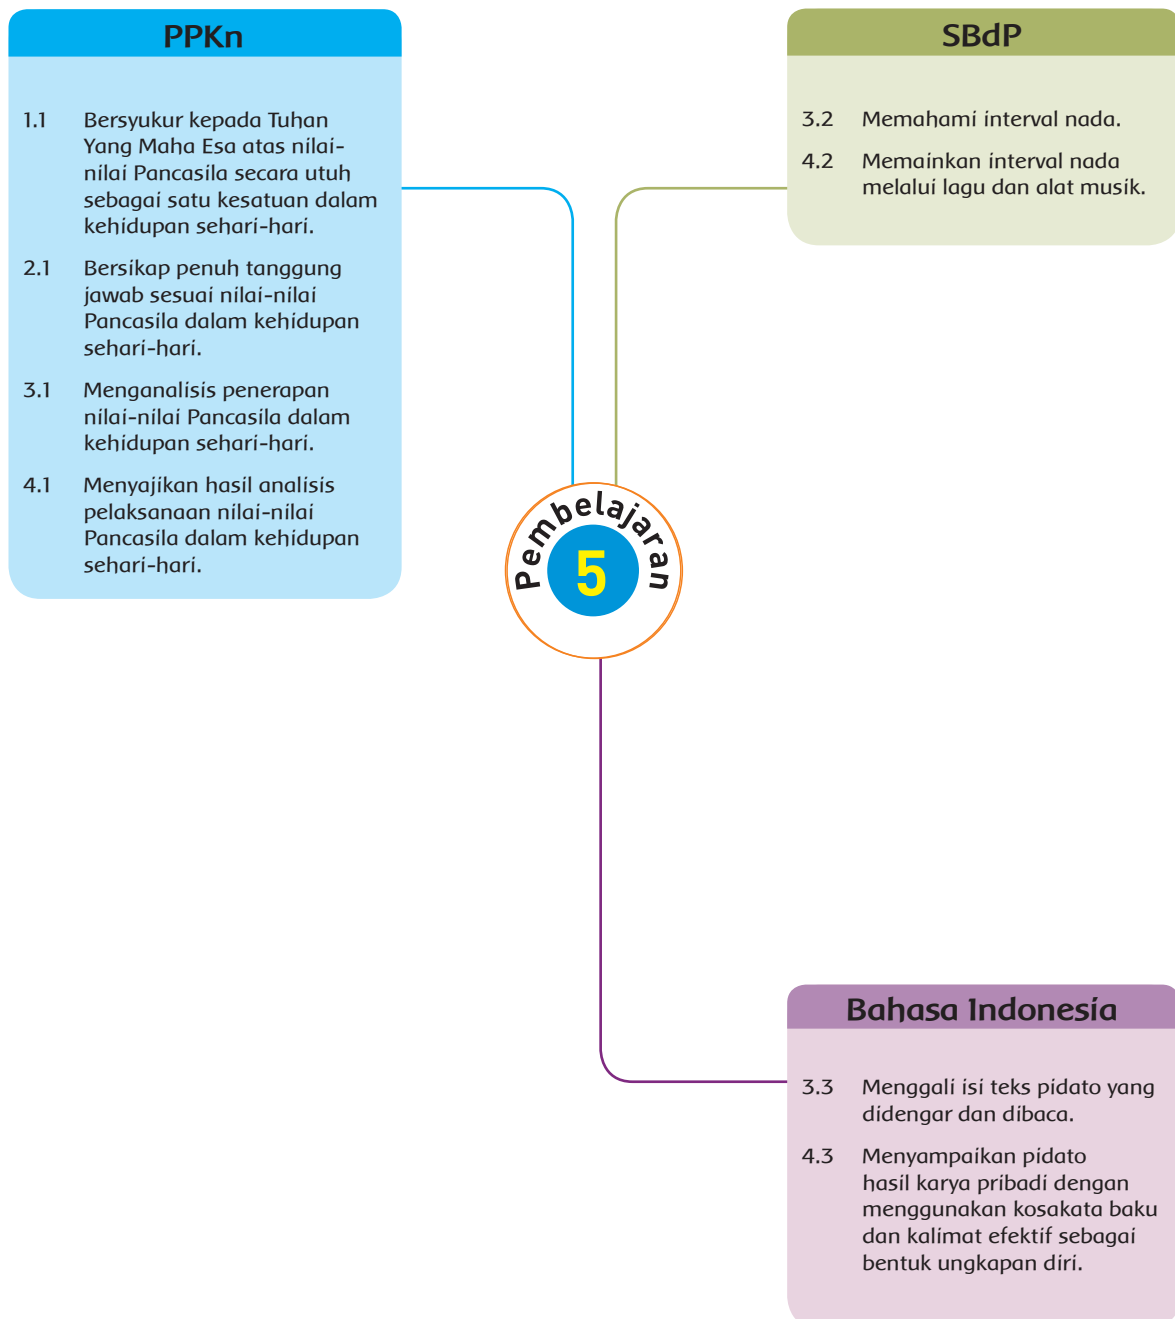 PPKn
1.1 Bersyukur kepada Tuhan
Yang Maha Esa atas nilai-
nilai Pancasila secara utuh
sebagai satu kesatuan dalam
kehidupan sehari-hari.
2.1 Bersikap penuh tanggung
jawab sesuai nilai-nilai
Pancasila dalam kehidupan
sehari-hari.
3.1 Menganalisis penerapan
nilai-nilai Pancasila dalam
kehidupan sehari-hari.
4.1 Menyajikan hasil analisis
pelaksanaan nilai-nilai
Pancasila dalam kehidupan
sehari-hari.
SBdP
3.2 Memahami interval nada.
4.2 Memainkan interval nada
melalui lagu dan alat musik.
Pembelajaran
5
Bahasa Indonesia
3.3 Menggali isi teks pidato yang
didengar dan dibaca.
4.3 Menyampaikan pidato
hasil karya pribadi dengan
menggunakan kosakata baku
dan kalimat efektif sebagai
bentuk ungkapan diri.